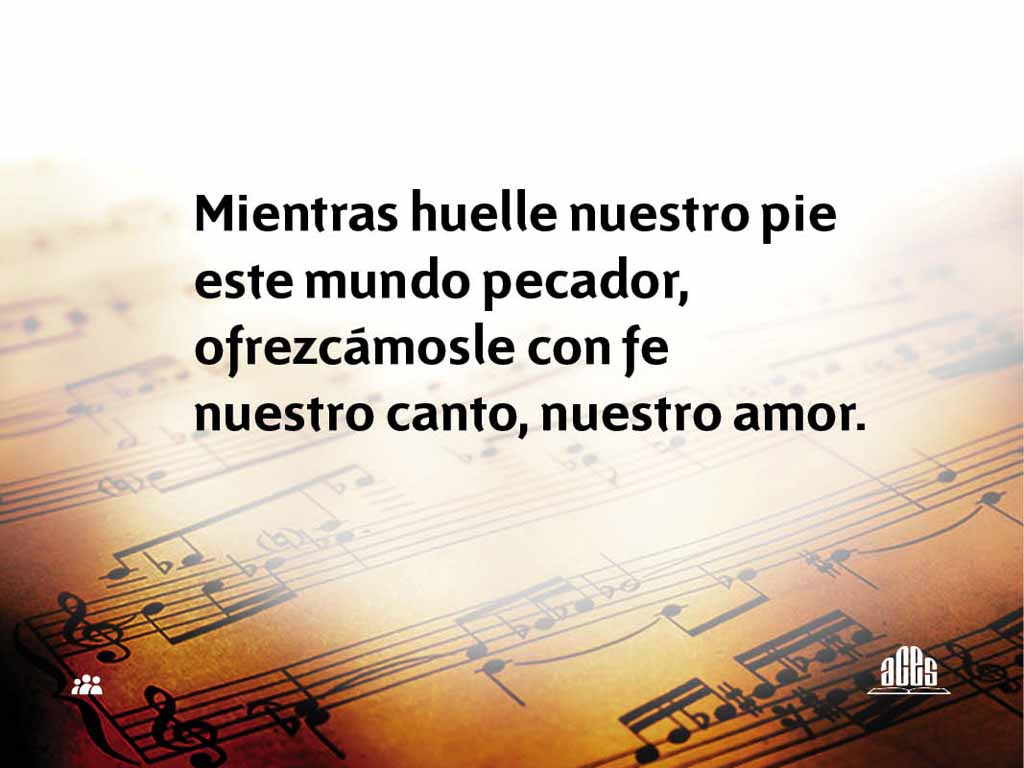 Mientras huelle nuestro pie
este mundo pecador,
ofrezcámosle con fe
nuestro canto, nuestro amor.
aces